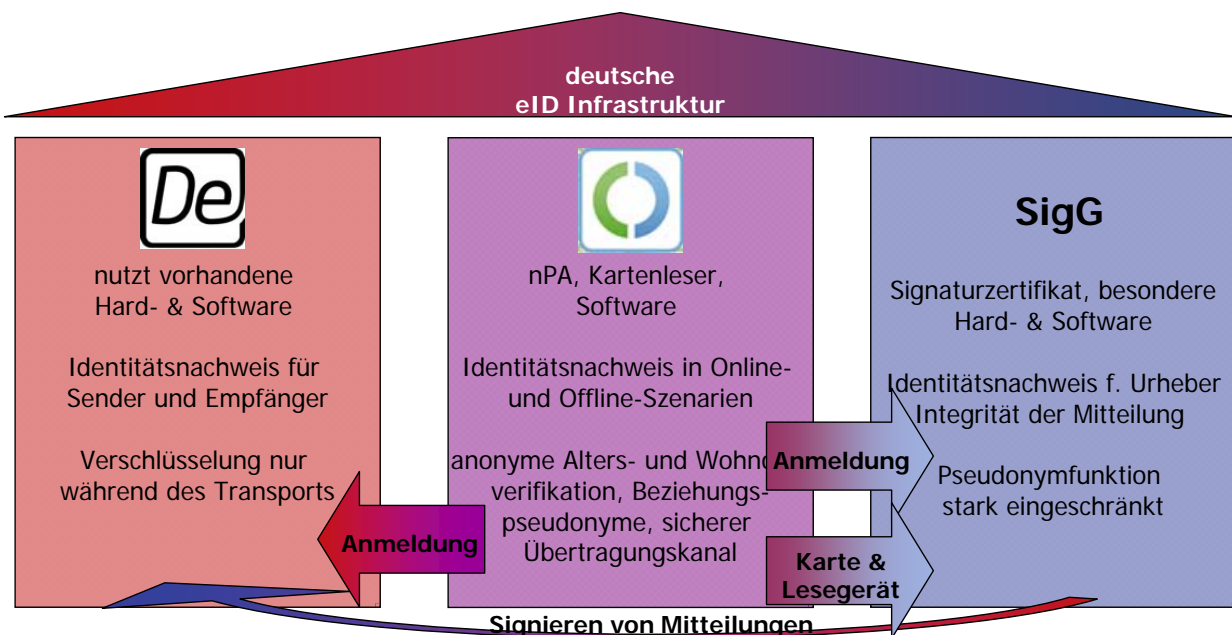 deutsche
eID Infrastruktur
De
nutzt vorhandene
Hard- & Software
Identitätsnachweis für
Sender und Empfänger
Verschlüsselung nur
während des Transports
nPA, Kartenleser,
Software
Identitätsnachweis in Online-
und Offline-Szenarien
anonyme Alters- und
verifikation, Beziehungs-
pseudonyme, sicherer
Übertragungskanal
SigG
Signaturzertifikat, besondere
Hard- & Software
Identitätsnachweis f. Urheber
Integrität der Mitteilung
Pseudonymfunktion
stark eingeschränkt
Anmeldung
Anmeldung
Karte &
Lesegerät
Signieren von Mitteilungen